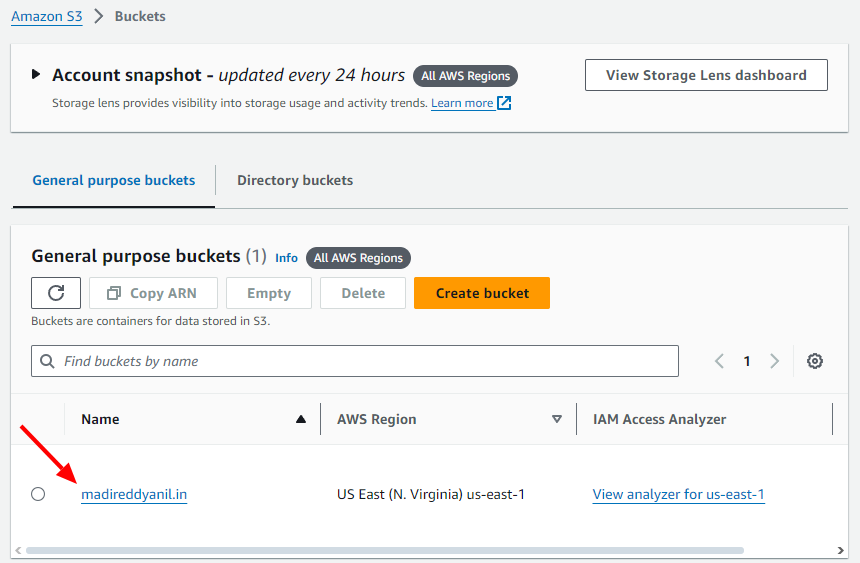 Amazon S3 > Buckets
Account snapshot - updated every 24 hours All AWS Regions
View Storage Lens dashboard
Storage lens provides visibility into storage usage and activity trends. Learn more
General purpose buckets
Directory buckets
General purpose buckets (1) Info All AWS Regions
Copy ARN
Empty
Delete
Create bucket
Buckets are containers for data stored in S3.
Find buckets by name
1
Name
AWS Region
IAM Access Analyzer
madireddyanil.in
US East (N. Virginia) us-east-1
View analyzer for us-east-1